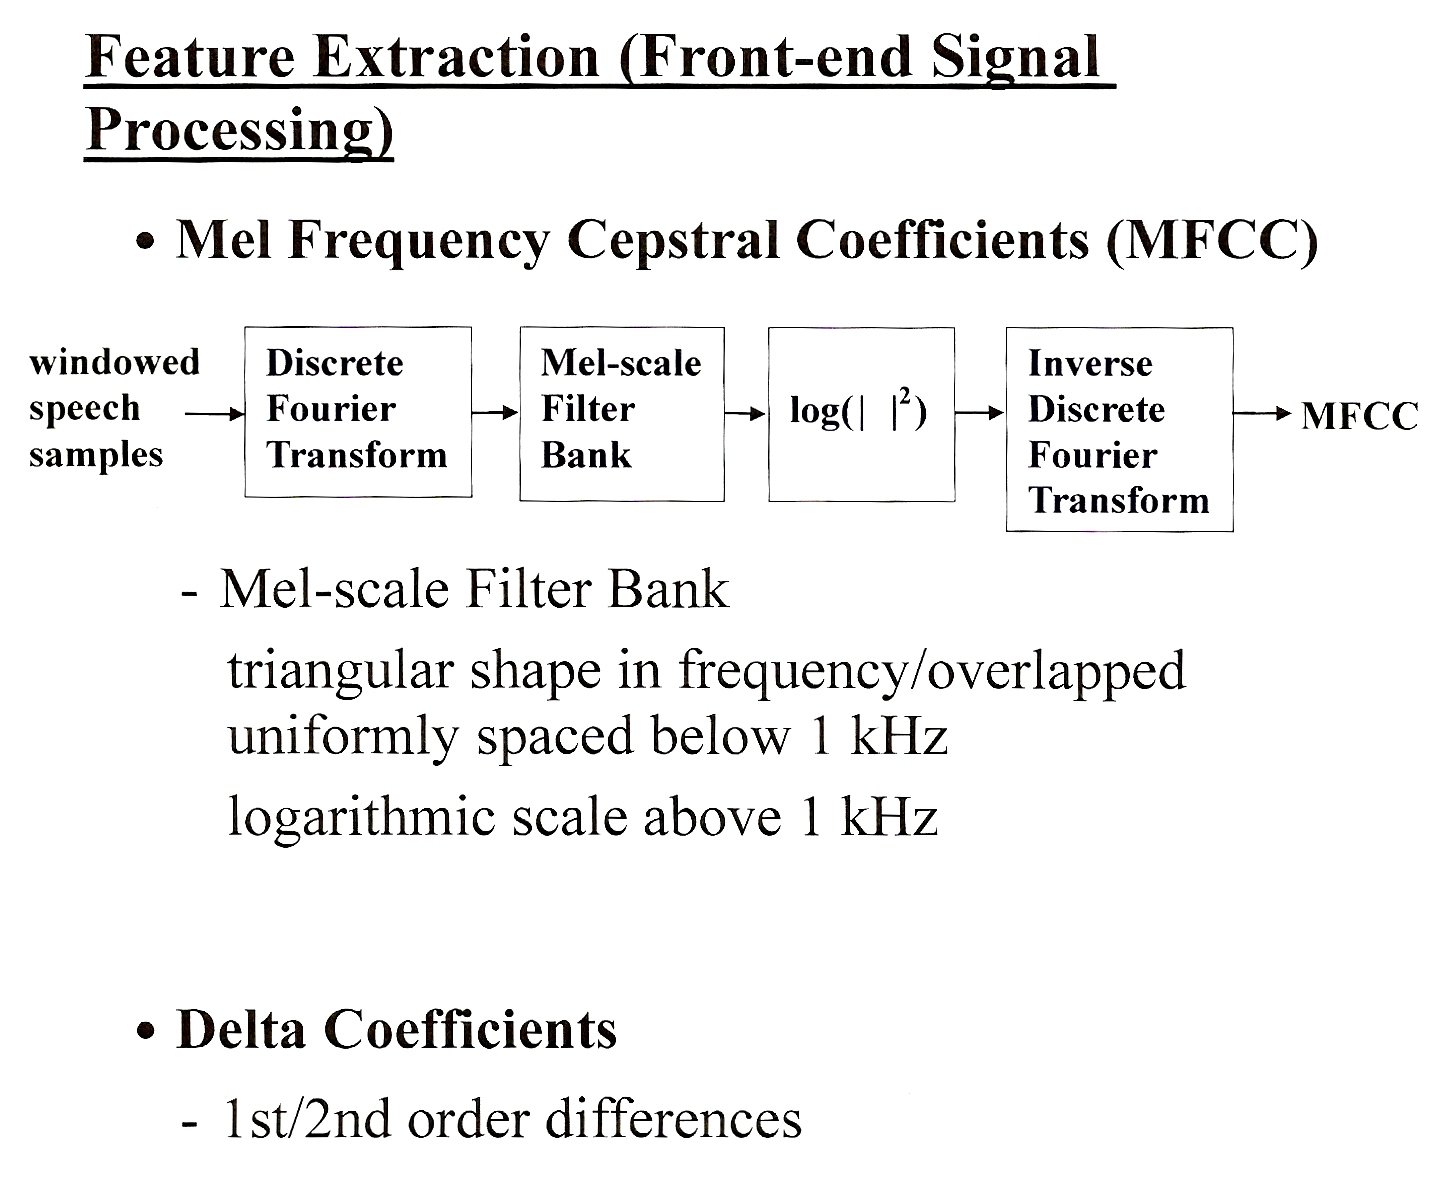 Feature Extraction (Front-end Signal
Processing)
• Mel Frequency Cepstral Coefficients (MFCC)
windowed
speech
samples
Discrete
Fourier
Transform
Mel-scale
Filter
Bank
log(| |²)
Inverse
Discrete
Fourier
Transform
MFCC
- Mel-scale Filter Bank
triangular shape in frequency/overlapped
uniformly spaced below 1 kHz
logarithmic scale above 1 kHz
• Delta Coefficients
- 1st/2nd order differences